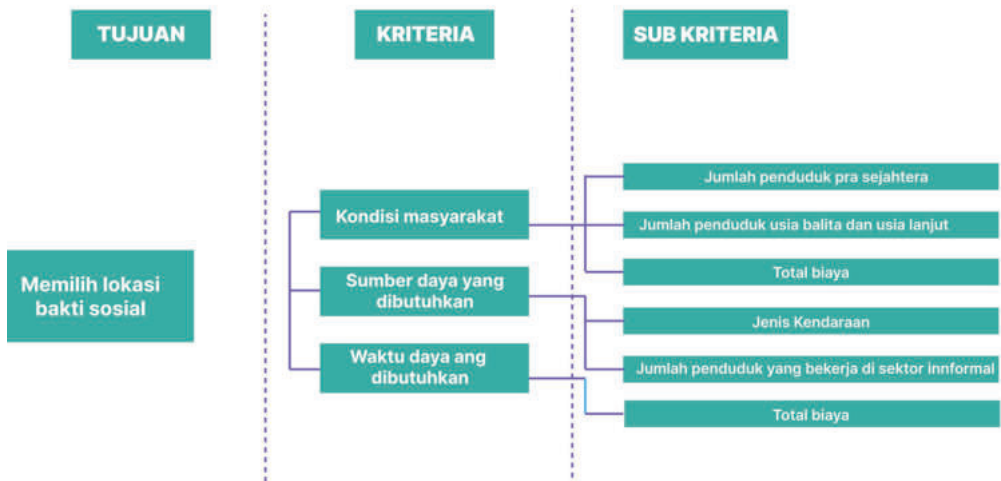 TUJUAN
KRITERIA
SUB KRITERIA
Memilih lokasi
bakti sosial
Kondisi masyarakat
Sumber daya yang
dibutuhkan
Waktu daya ang
dibutuhkan
Jumlah penduduk pra sejahtera
Jumlah penduduk usia balita dan usia lanjut
Total biaya
Jenis Kendaraan
Jumlah penduduk yang bekerja di sektor innformal
Total biaya